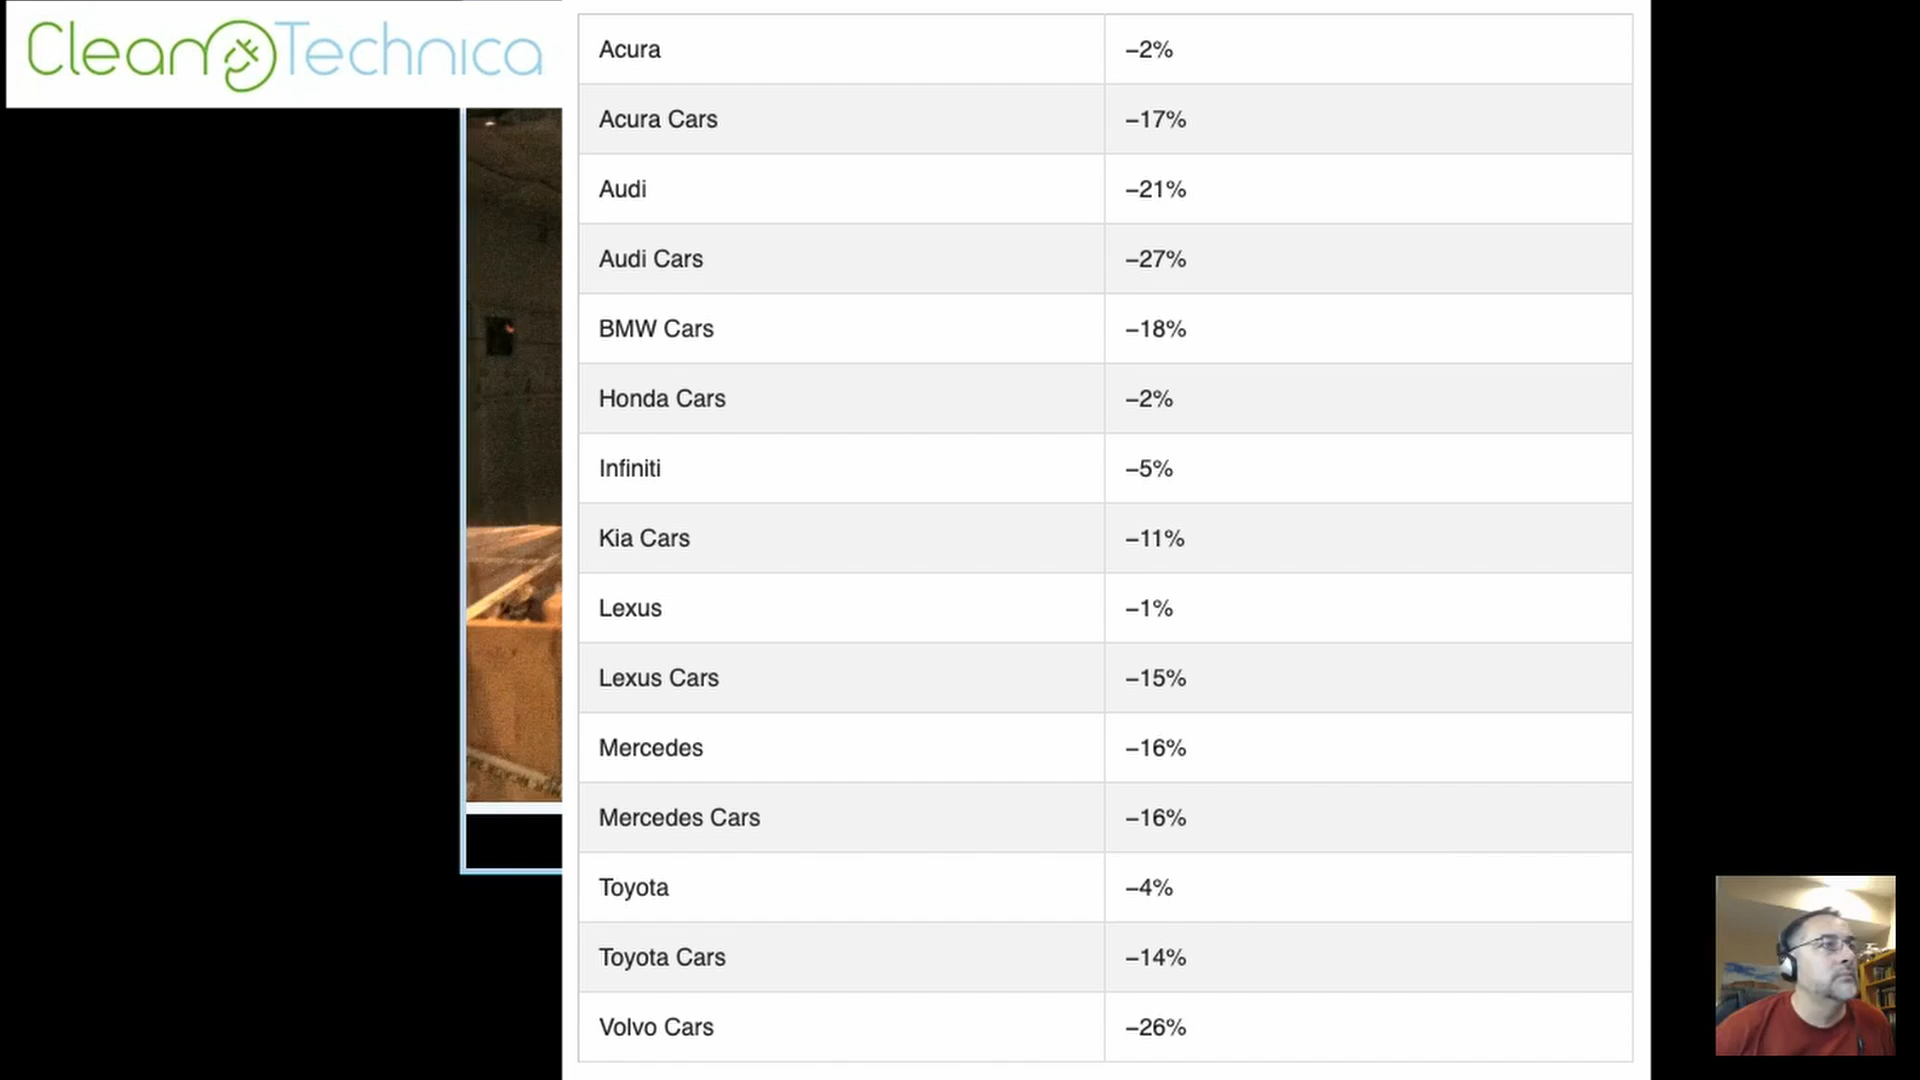 CleanTechnica
Acura –2%
Acura Cars –17%
Audi –21%
Audi Cars –27%
BMW Cars –18%
Honda Cars –2%
Infiniti –5%
Kia Cars –11%
Lexus –1%
Lexus Cars –15%
Mercedes –16%
Mercedes Cars –16%
Toyota –4%
Toyota Cars –14%
Volvo Cars –26%